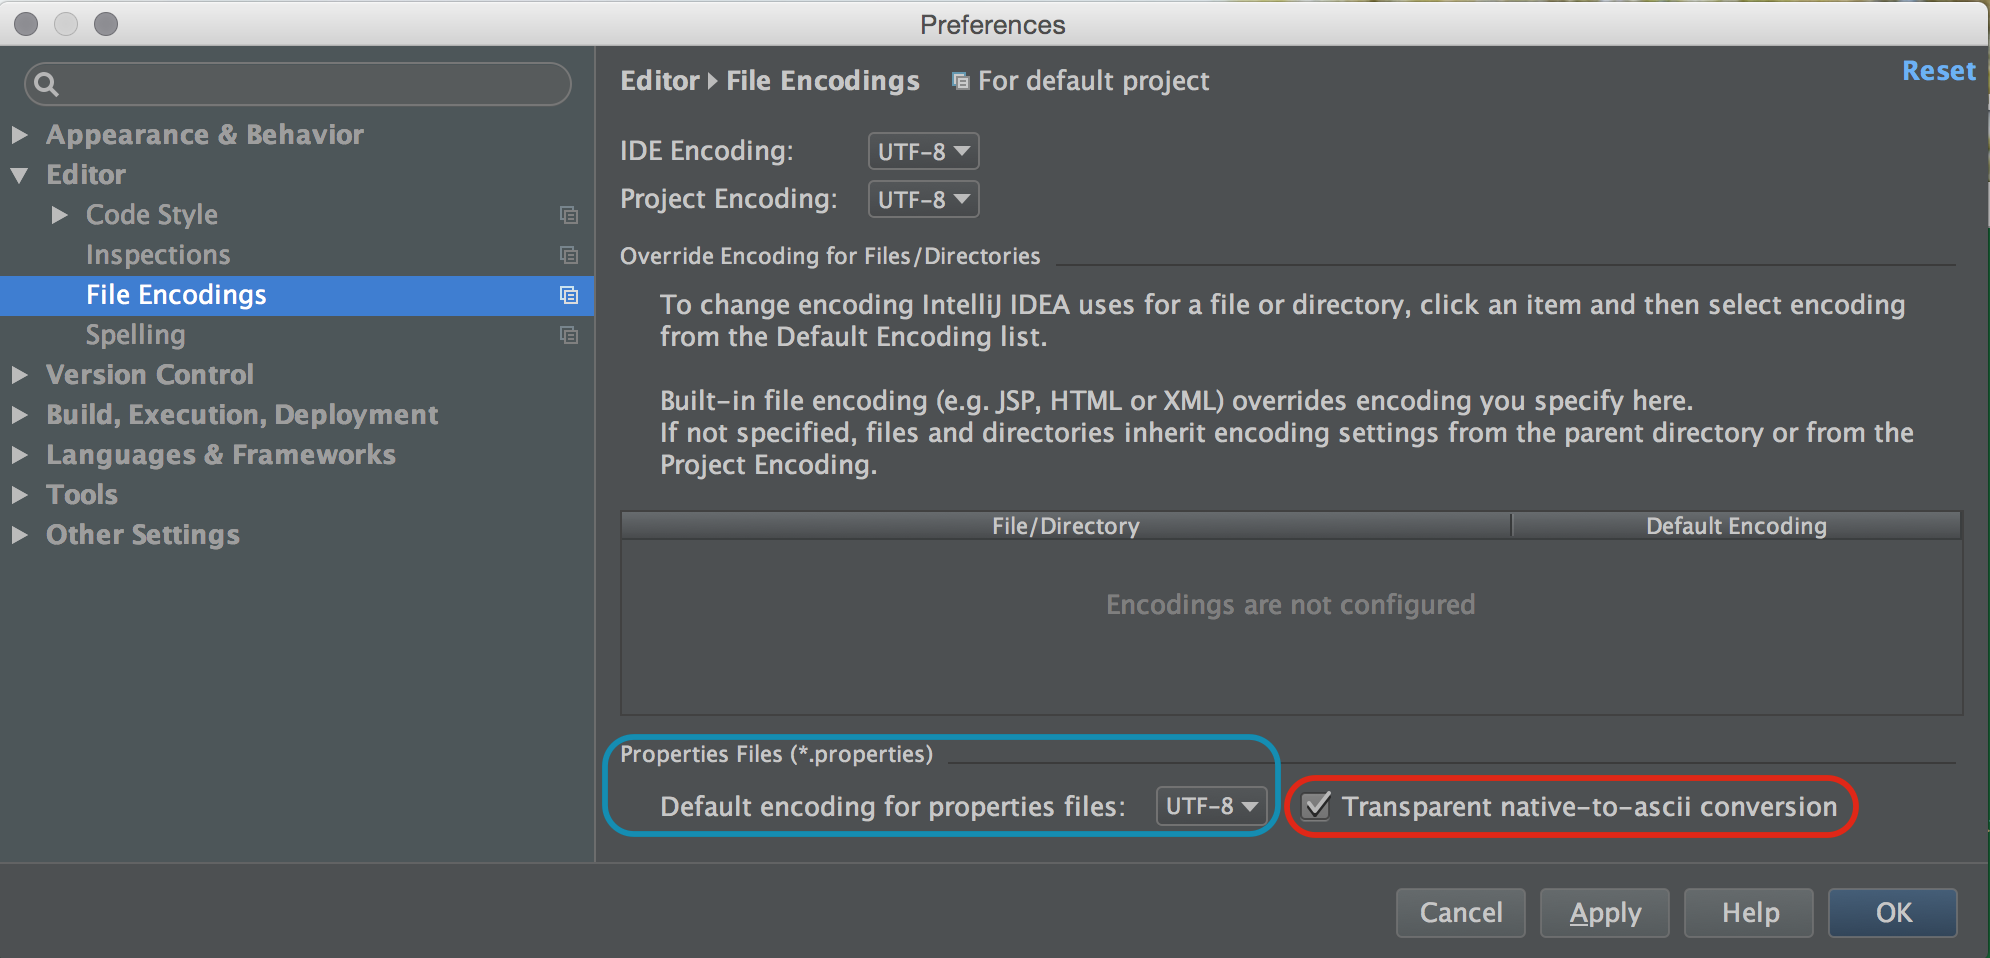 Preferences
Appearance & Behavior
Editor
Code Style
Inspections
File Encodings
Spelling
Version Control
Build, Execution, Deployment
Languages & Frameworks
Tools
Other Settings
Editor File Encodings For default project
Reset
IDE Encoding: UTF-8
Project Encoding: UTF-8
Override Encoding for Files/Directories
To change encoding IntelliJ IDEA uses for a file or directory, click an item and then select encoding
from the Default Encoding list.
Built-in file encoding (e.g. JSP, HTML or XML) overrides encoding you specify here.
If not specified, files and directories inherit encoding settings from the parent directory or from the
Project Encoding.
File/Directory Default Encoding
Encodings are not configured
Properties Files (*.properties)
Default encoding for properties files: UTF-8 Transparent native-to-ascii conversion
Cancel Apply Help OK